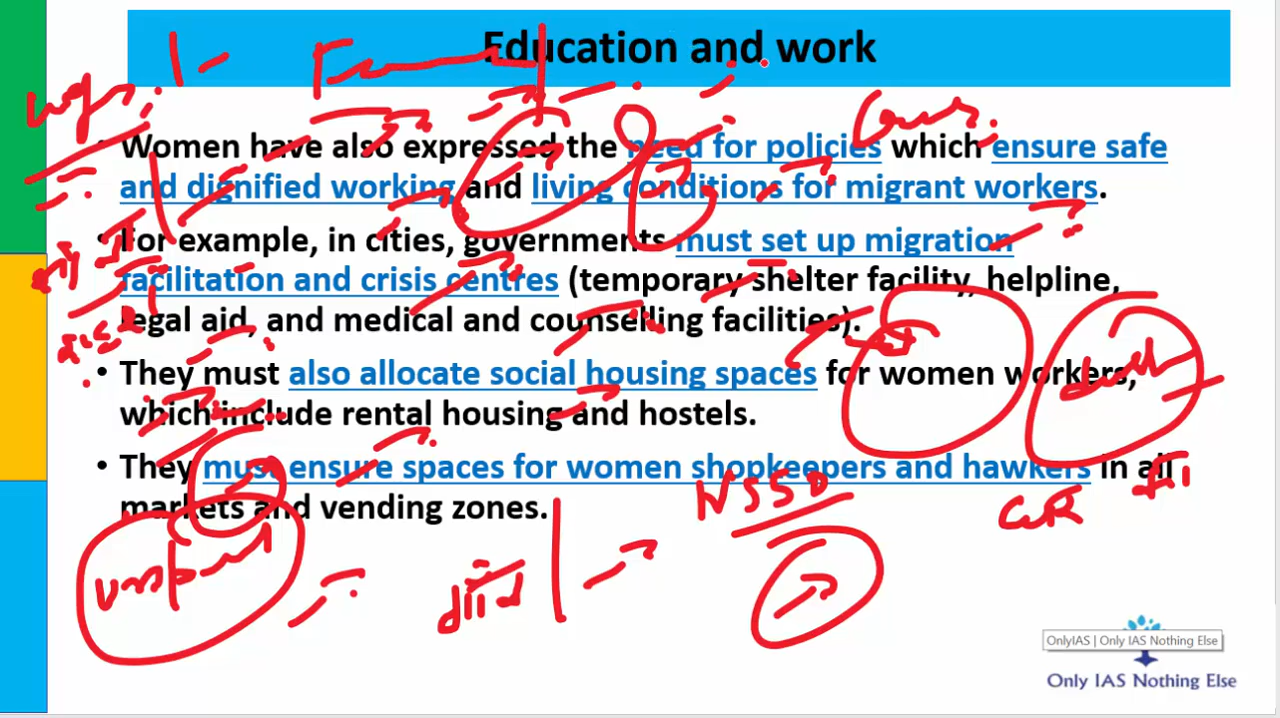 Education and work
• Women have also expressed the need for policies which ensure safe
and dignified working and living conditions for migrant workers.
• For example, in cities, governments must set up migration
facilitation and crisis centres (temporary shelter facility, helpline,
legal aid, and medical and counselling facilities).
• They must also allocate social housing spaces for women workers,
which include rental housing and hostels.
• They must ensure spaces for women shopkeepers and hawkers in all
markets and vending zones.
NSSO
OnlyIAS | Only IAS Nothing Else
Only IAS Nothing Else